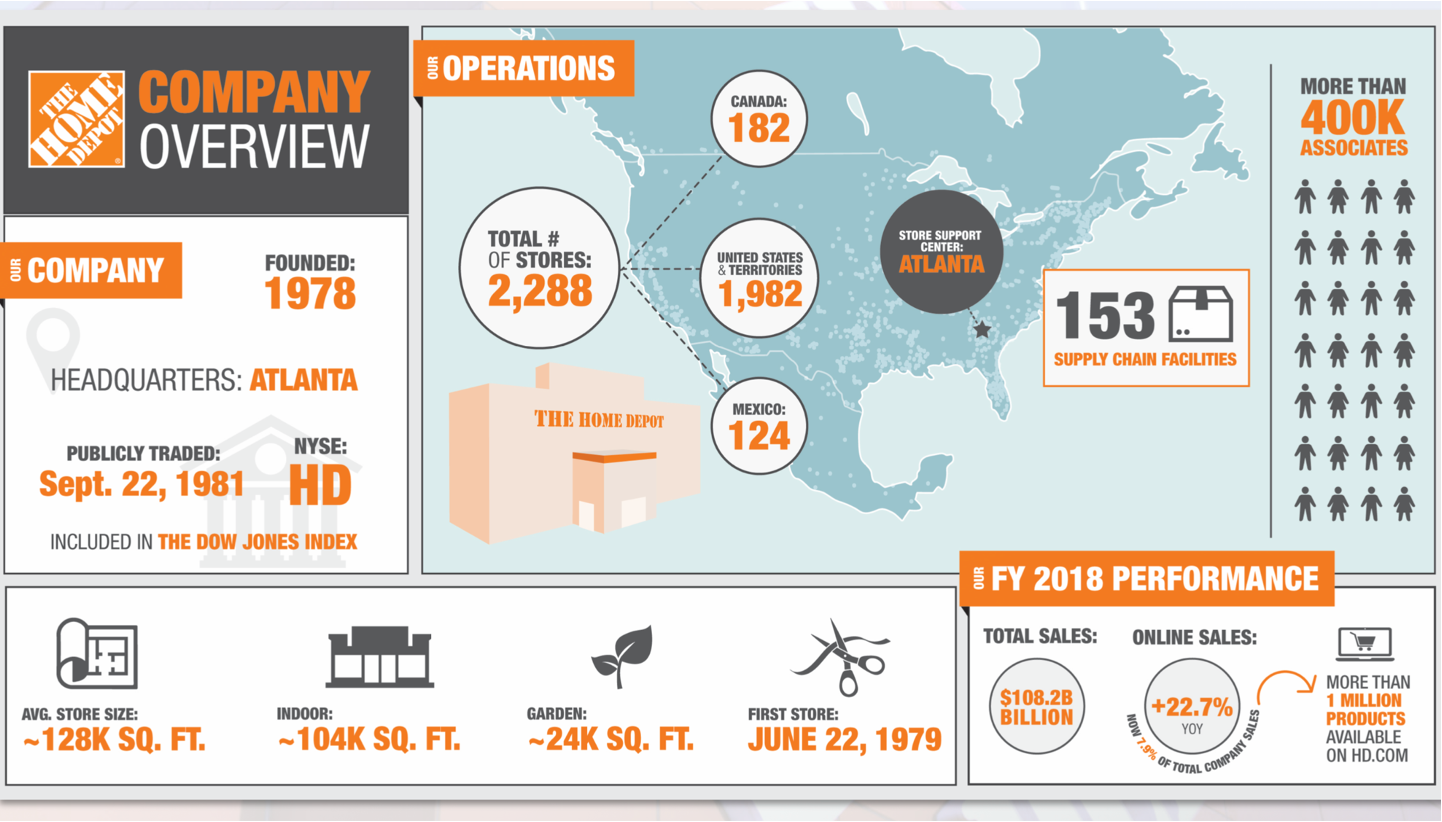 THE
HOME
DEPOT
®
COMPANY
OVERVIEW
OUR COMPANY
FOUNDED:
1978
HEADQUARTERS: ATLANTA
PUBLICLY TRADED:
Sept. 22, 1981
NYSE:
HD
INCLUDED IN THE DOW JONES INDEX
OUR OPERATIONS
TOTAL #
OF STORES:
2,288
CANADA:
182
UNITED STATES
& TERRITORIES
1,982
MEXICO:
124
THE HOME DEPOT
STORE SUPPORT
CENTER:
ATLANTA
153
SUPPLY CHAIN FACILITIES
MORE THAN
400K
ASSOCIATES
AVG. STORE SIZE:
~128K SQ. FT.
INDOOR:
~104K SQ. FT.
GARDEN:
~24K SQ. FT.
FIRST STORE:
JUNE 22, 1979
OUR FY 2018 PERFORMANCE
TOTAL SALES:
$108.2B
BILLION
ONLINE SALES:
+22.7%
YOY
NOW 7.9% OF TOTAL COMPANY SALES
MORE THAN
1 MILLION
PRODUCTS
AVAILABLE
ON HD.COM